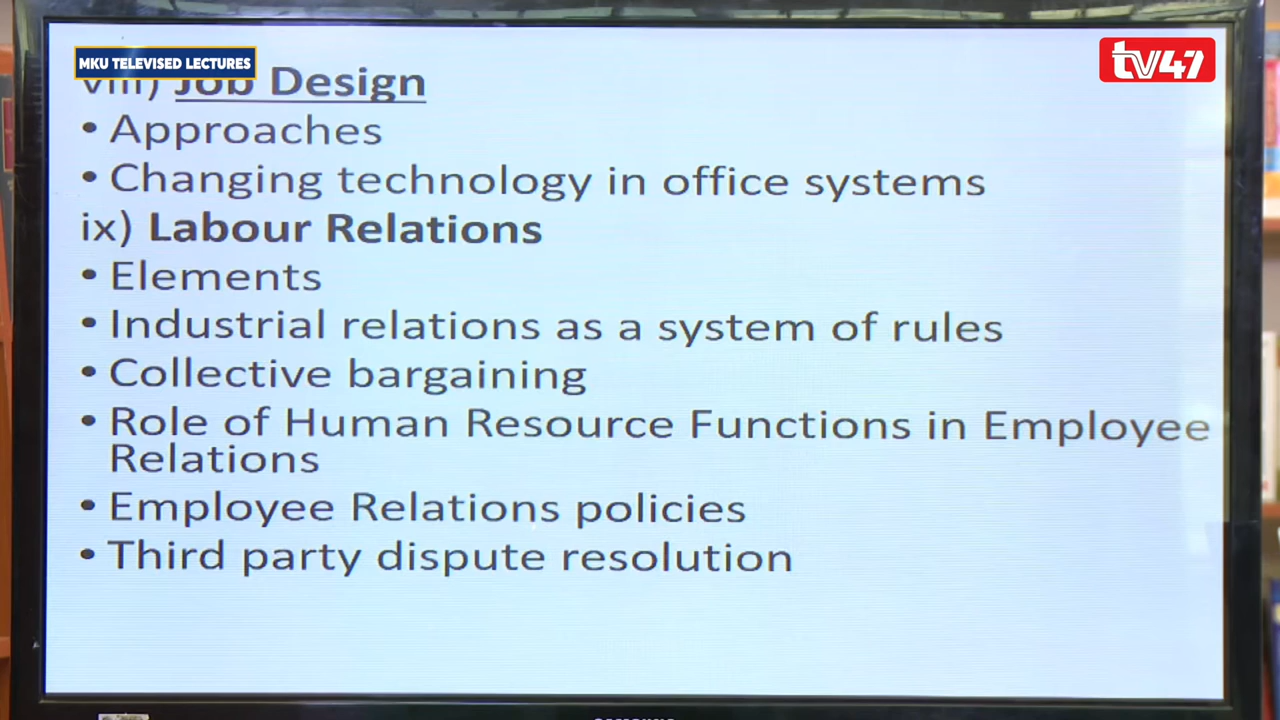 MKU TELEVISED LECTURES
tv47
viii) Job Design
• Approaches
• Changing technology in office systems
ix) Labour Relations
• Elements
• Industrial relations as a system of rules
• Collective bargaining
• Role of Human Resource Functions in Employee
Relations
• Employee Relations policies
• Third party dispute resolution